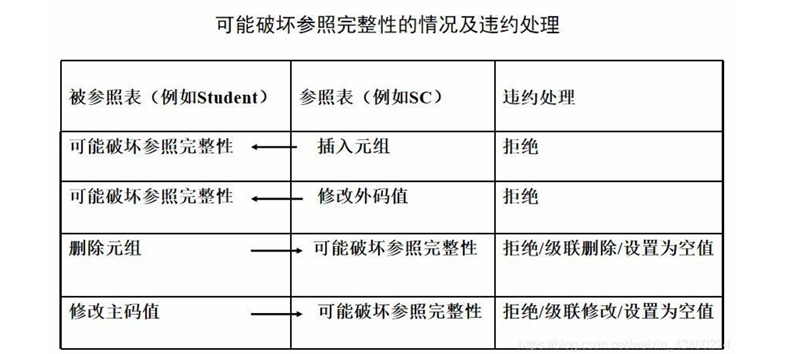 可能破坏参照完整性的情况及违约处理
被参照表（例如Student） 参照表（例如SC） 违约处理
可能破坏参照完整性 插入元组 拒绝
可能破坏参照完整性 修改外码值 拒绝
删除元组 可能破坏参照完整性 拒绝/级联删除/设置为空值
修改主码值 可能破坏参照完整性 拒绝/级联修改/设置为空值